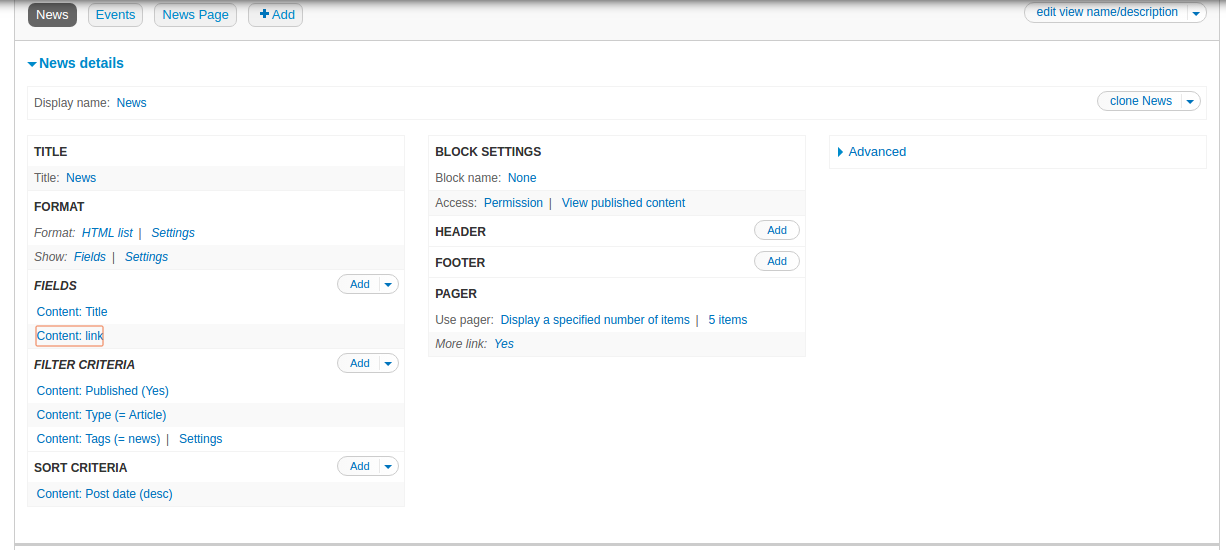 News Events News Page + Add edit view name/description
News details
Display name: News clone News
TITLE
Title: News
FORMAT
Format: HTML list | Settings
Show: Fields | Settings
FIELDS Add
Content: Title
Content: link
FILTER CRITERIA Add
Content: Published (Yes)
Content: Type (= Article)
Content: Tags (= news) | Settings
SORT CRITERIA Add
Content: Post date (desc)
BLOCK SETTINGS
Block name: None
Access: Permission | View published content
HEADER Add
FOOTER Add
PAGER
Use pager: Display a specified number of items | 5 items
More link: Yes
Advanced